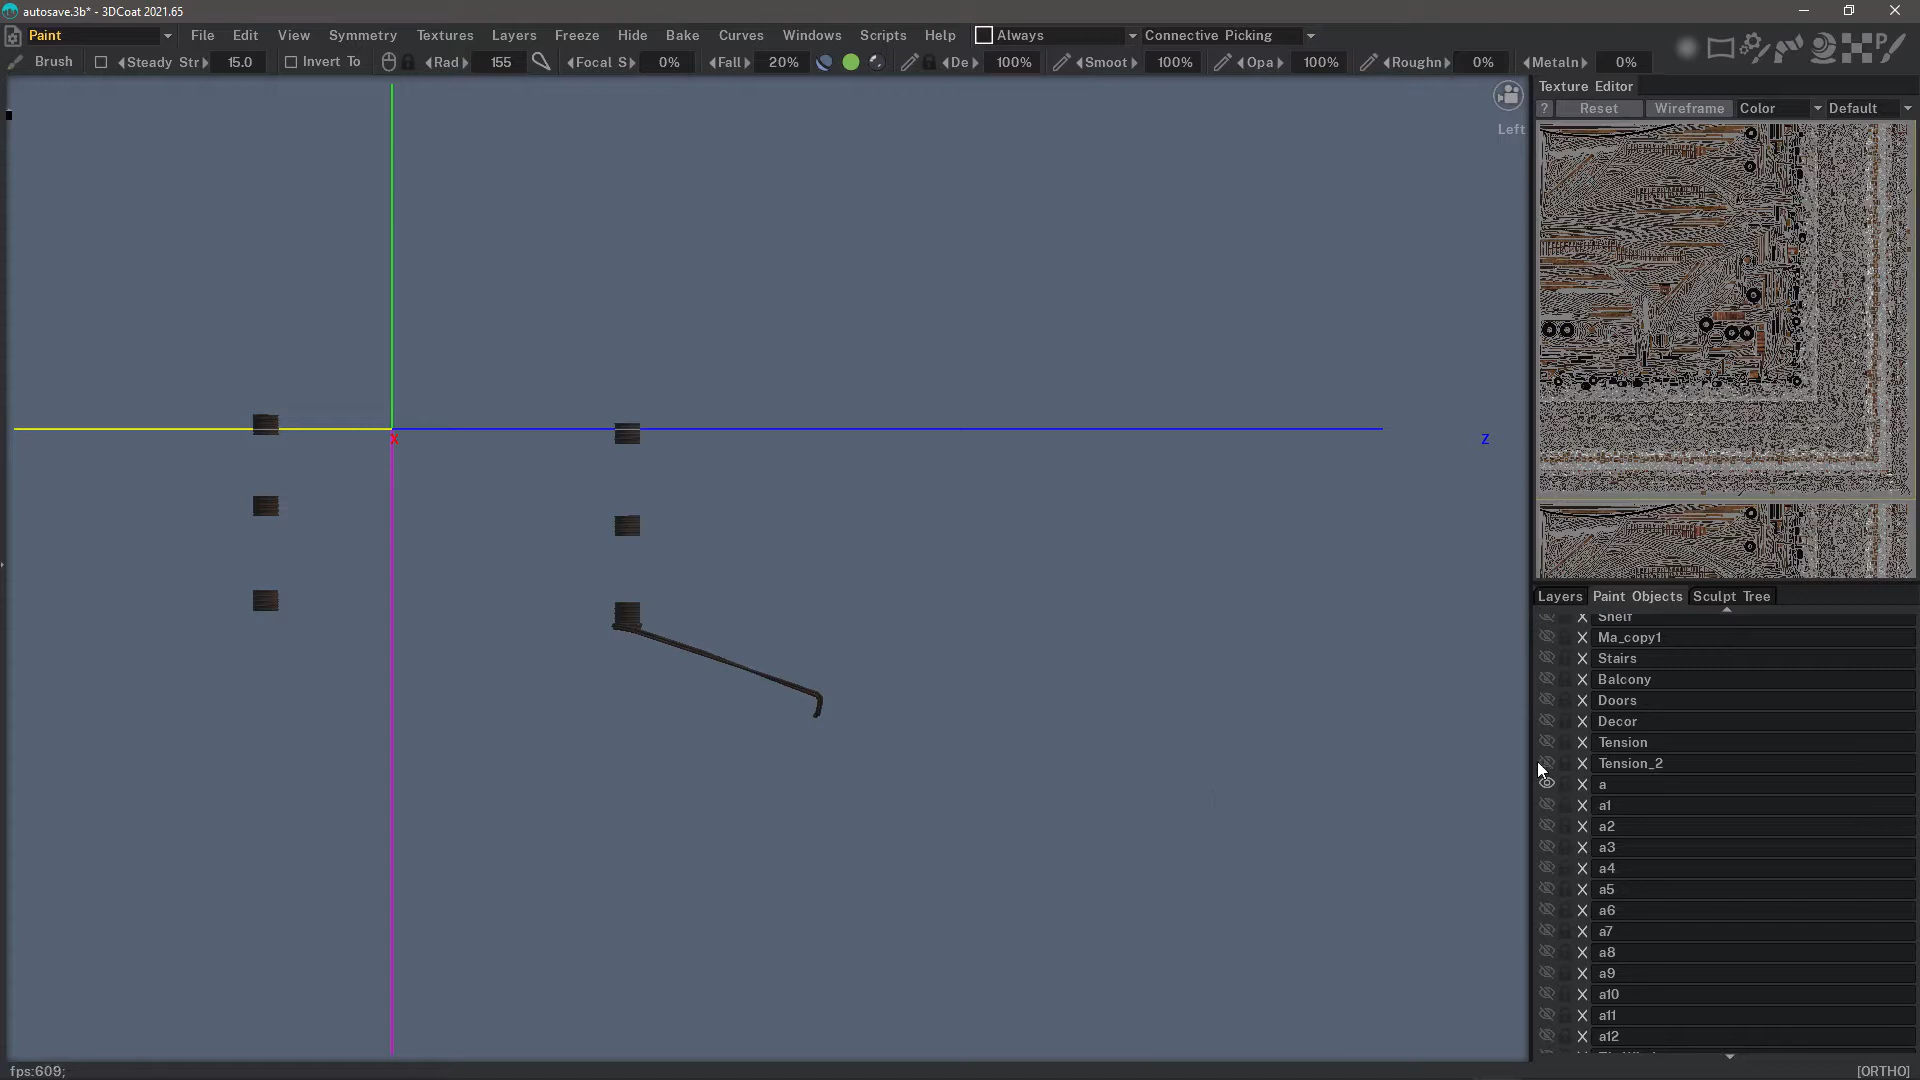 autosave.3b* - 3DCoat 2021.65
Paint File Edit View Symmetry Textures Layers Freeze Hide Bake Curves Windows Scripts Help Always Connective Picking
Brush Steady Str 15.0 Invert To Rad 155 Focal S 0% Fall 20% De 100% Smoot 100% Opa 100% Roughn 0% Metaln 0%
Texture Editor
? Reset Wireframe Color Default
Left
X
Z
Layers Paint Objects Sculpt Tree
Shelf
Ma_copy1
Stairs
Balcony
Doors
Decor
Tension
Tension_2
a
a1
a2
a3
a4
a5
a6
a7
a8
a9
a10
a11
a12
fps:609;
[ORTHO]